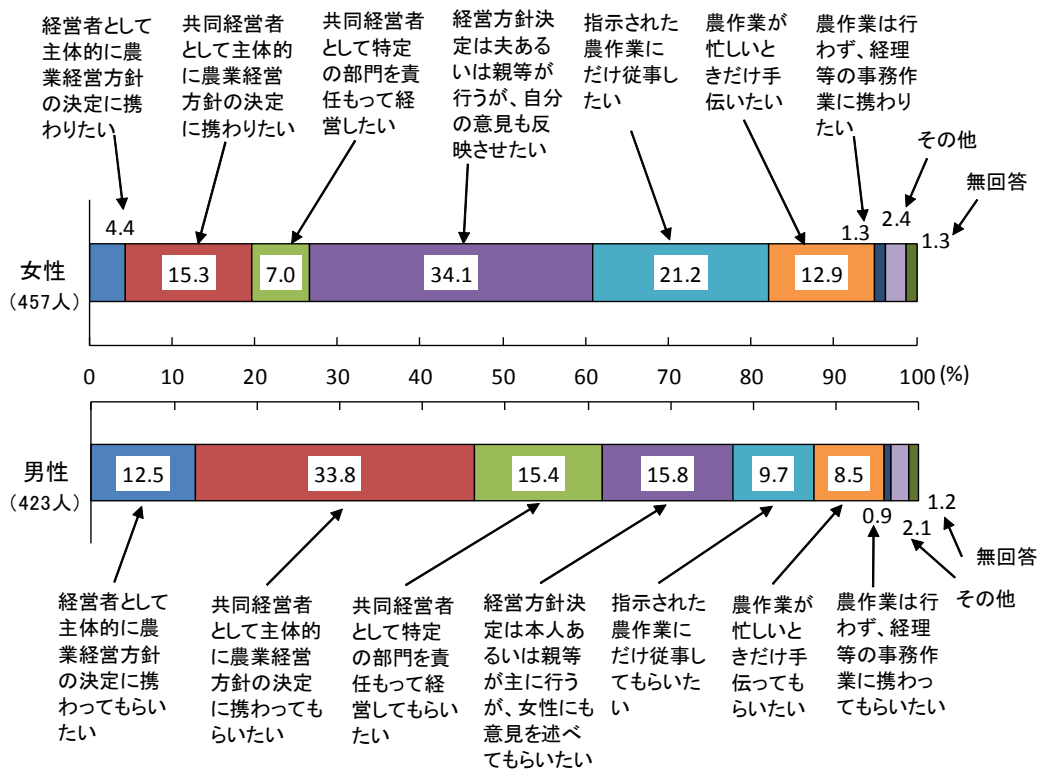 経営者として
主体的に農
業経営方針
の決定に携
わりたい
共同経営者
として主体的
に農業経営
方針の決定
に携わりたい
共同経営者
として特定
の部門を責
任もって経
営したい
経営方針決
定は夫ある
いは親等が
行うが、自分
の意見も反
映させたい
指示された
農作業に
だけ従事し
たい
農作業が
忙しいと
きだけ手
伝いたい
農作業は行
わず、経理
等の事務作
業に携わり
たい
その他
無回答
4.4
1.3
2.4
1.3
女性
(457人)
15.3
7.0
34.1
21.2
12.9
0 10 20 30 40 50 60 70 80 90 100 (%)
男性
(423人)
12.5
33.8
15.4
15.8
9.7
8.5
0.9
2.1
1.2
無回答
その他
経営者として
主体的に農
業経営方針
の決定に携
わってもらい
たい
共同経営者
として主体的
に農業経営
方針の決定
に携わっても
らいたい
共同経営者
として特定
の部門を責
任もって経
営してもらい
たい
経営方針決
定は本人あ
るいは親等
が主に行う
が、女性にも
意見を述べ
てもらいたい
指示された
農作業に
だけ従事し
てもらいた
い
農作業が
忙しいと
きだけ手
伝っても
らいたい
農作業は行
わず、経理
等の事務作
業に携わっ
てもらいたい